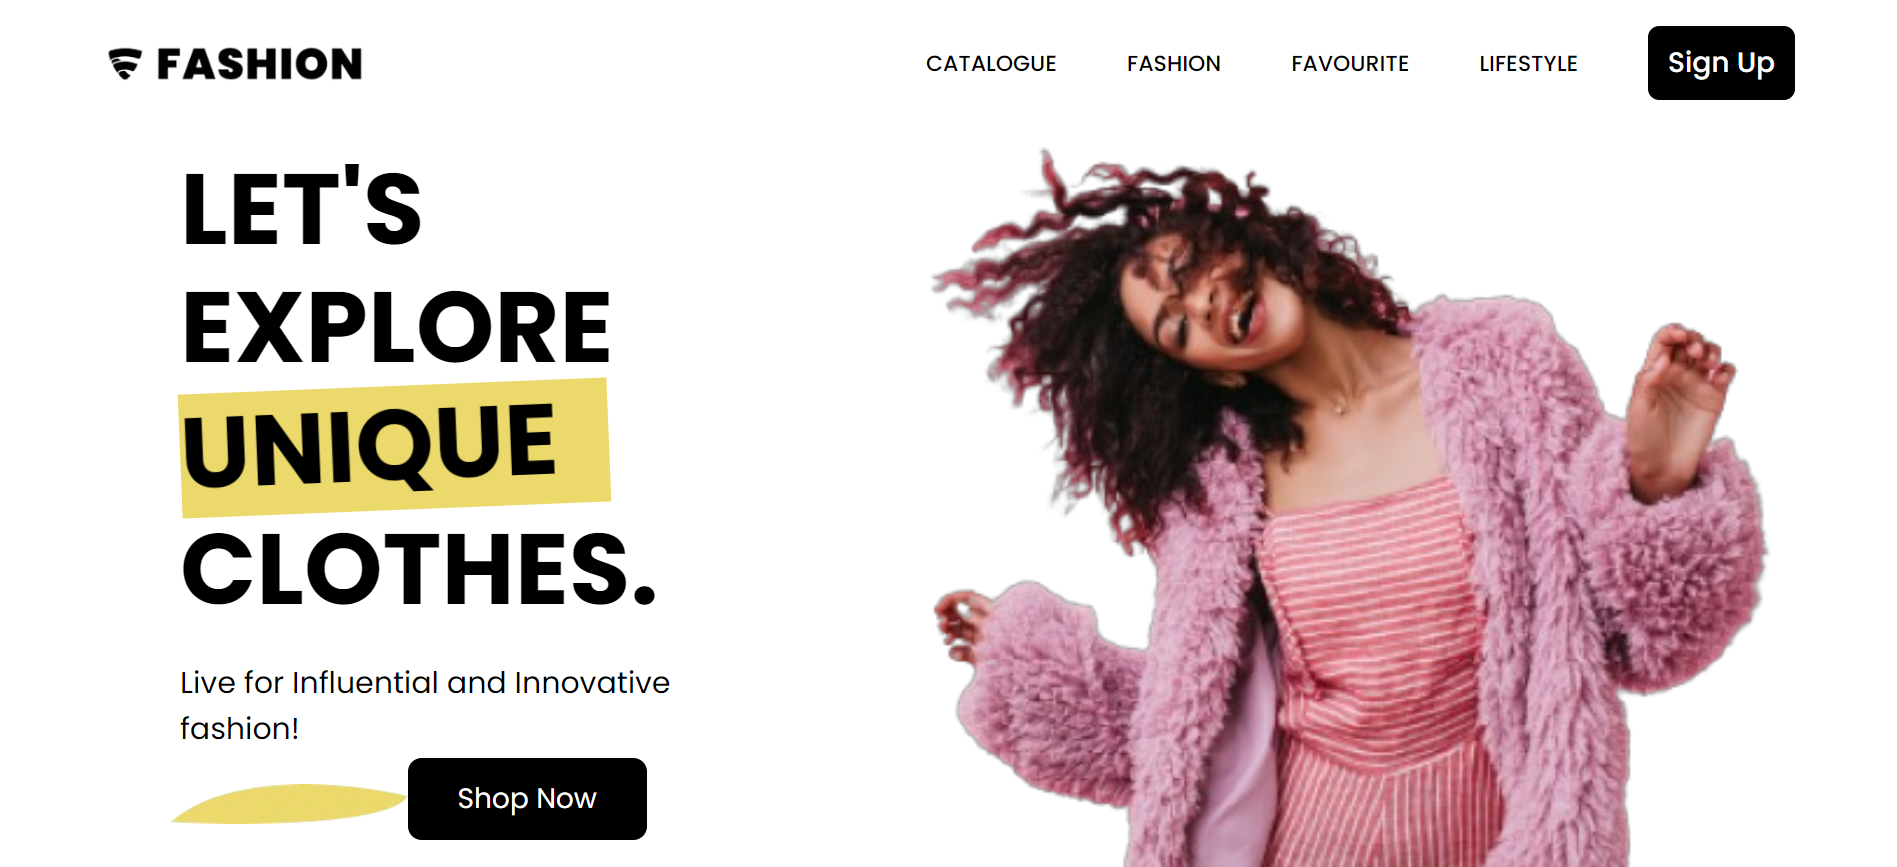 FASHION
CATALOGUE FASHION FAVOURITE LIFESTYLE Sign Up
LET'S
EXPLORE
UNIQUE
CLOTHES.
Live for Influential and Innovative
fashion!
Shop Now